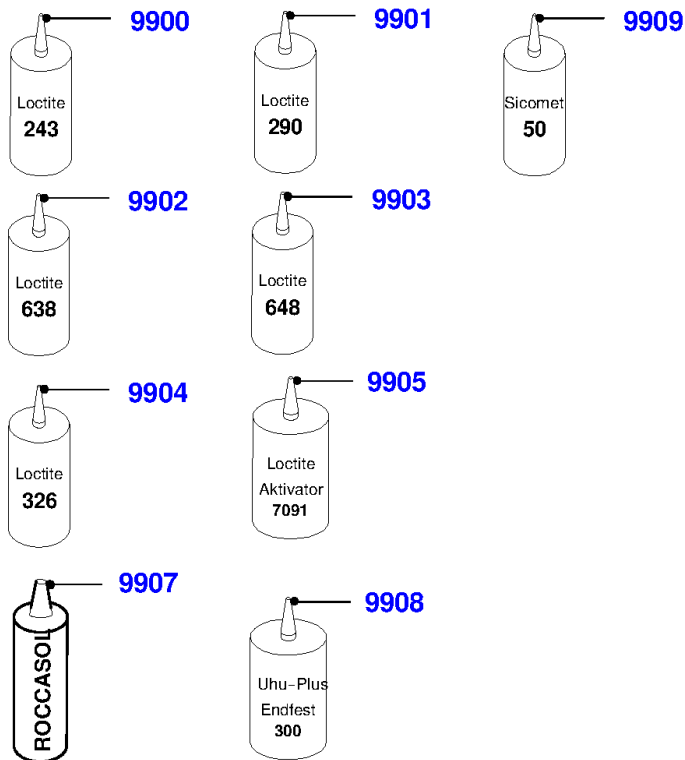 9900
Loctite
243
9901
Loctite
290
9909
Sicomet
50
9902
Loctite
638
9903
Loctite
648
9904
Loctite
326
9905
Loctite
Aktivator
7091
9907
ROCCASOL
9908
Uhu-Plus
Endfest
300